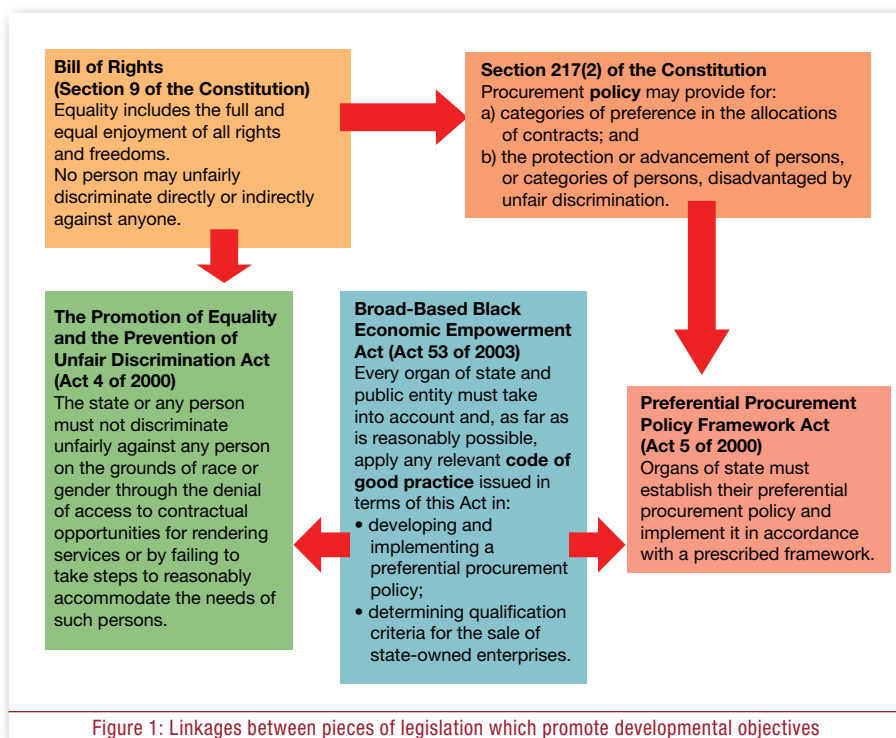 Bill of Rights
(Section 9 of the Constitution)
Equality includes the full and
equal enjoyment of all rights
and freedoms.
No person may unfairly
discriminate directly or indirectly
against anyone.
Section 217(2) of the Constitution
Procurement policy may provide for:
a) categories of preference in the allocations
of contracts; and
b) the protection or advancement of persons,
or categories of persons, disadvantaged by
unfair discrimination.
The Promotion of Equality
and the Prevention of
Unfair Discrimination Act
(Act 4 of 2000)
The state or any person
must not discriminate
unfairly against any person
on the grounds of race or
gender through the denial
of access to contractual
opportunities for rendering
services or by failing to
take steps to reasonably
accommodate the needs of
such persons.
Broad-Based Black
Economic Empowerment
Act (Act 53 of 2003)
Every organ of state and
public entity must take
into account and, as far as
is reasonably possible,
apply any relevant code of
good practice issued in
terms of this Act in:
• developing and
implementing a
preferential procurement
policy;
• determining qualification
criteria for the sale of
state-owned enterprises.
Preferential Procurement
Policy Framework Act
(Act 5 of 2000)
Organs of state must
establish their preferential
procurement policy and
implement it in accordance
with a prescribed framework.
Figure 1: Linkages between pieces of legislation which promote developmental objectives